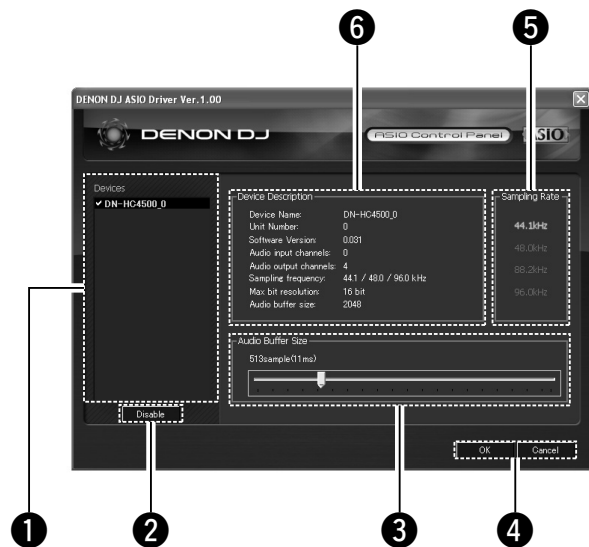 6
5
DENON DJ ASIO Driver Ver.1.00
DENON DJ
ASIO Control Panel
ASIO
Devices
✓ DN-HC4500_0
Disable
Device Description
Device Name: DN-HC4500_0
Unit Number: 0
Software Version: 0.031
Audio input channels: 0
Audio output channels: 4
Sampling frequency: 44.1 / 48.0 / 96.0 kHz
Max bit resolution: 16 bit
Audio buffer size: 2048
Sampling Rate
44.1kHz
48.0kHz
88.2kHz
96.0kHz
Audio Buffer Size
513sample(11ms)
OK
Cancel
1
2
3
4